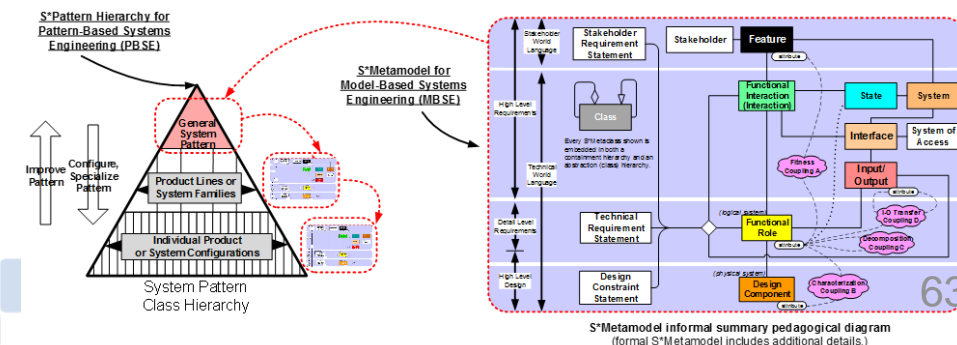 S*Pattern Hierarchy for
Pattern-Based Systems
Engineering (PBSE)
S*Metamodel for
Model-Based Systems
Engineering (MBSE)
General
System
Pattern
Improve
Pattern
Configure,
Specialize
Pattern
Product Lines or
System Families
Individual Product
or System Configurations
System Pattern
Class Hierarchy
Stakeholder
World
Language
High Level
Requirements
Technical
World
Language
Detail Level
Requirements
High Level
Design
Stakeholder
Requirement
Statement
Stakeholder
Feature
attribute
Class
Every S*Metaclass shown is
embedded in both a
containment hierarchy and an
abstraction (class) hierarchy.
Functional
Interaction
(Interaction)
State
System
Interface
System of
Access
Input/
Output
attribute
Fitness
Coupling A
I-O Transfer
Coupling D
Decomposition
Coupling C
Technical
Requirement
Statement
(logical system)
Functional
Role
attribute
Design
Constraint
Statement
(physical system)
Design
Component
attribute
Characterization
Coupling B
63
S*Metamodel informal summary pedagogical diagram
(formal S*Metamodel includes additional details.)